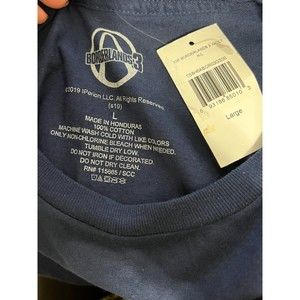 BORDERLANDS 3
©2019 IPerion LLC. All Rights Reserved.
(s19)
L
MADE IN HONDURAS
100% COTTON
MACHINE WASH COLD WITH LIKE COLORS
ONLY NON-CHLORINE BLEACH WHEN NEEDED.
TUMBLE DRY LOW.
DO NOT IRON IF DECORATED.
DO NOT DRY CLEAN.
RN# 115685 / SCC
Large